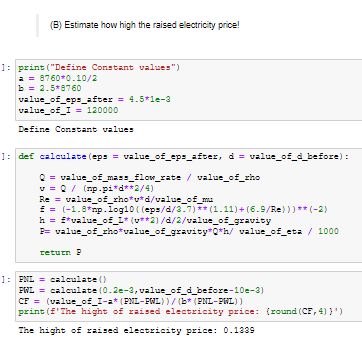 (B) Estimate how high the raised electricity price!
]: print("Define Constant values")
a = 8760*0.10/2
b = 2.5*8760
value_of_eps_after = 4.5*1e-3
value_of_I = 120000
Define Constant values
]: def calculate(eps = value_of_eps_after, d = value_of_d_before):
Q = value_of_mass_flow_rate / value_of_rho
v = Q / (np.pi*d**2/4)
Re = value_of_rho*v*d/value_of_mu
f = (-1.8*np.log10((eps/d/3.7)**(1.11)+(6.9/Re)))**(-2)
h = f*value_of_L*(v**2)/d/2/value_of_gravity
P= value_of_rho*value_of_gravity*Q*h/ value_of_eta / 1000
return P
]: PNL = calculate()
PWL = calculate(0.2e-3,value_of_d_before-10e-3)
CF = (value_of_I-a*(PNL-PWL))/(b*(PNL-PWL))
print(f'The hight of raised electricity price: {round(CF,4)}')
The hight of raised electricity price: 0.1339